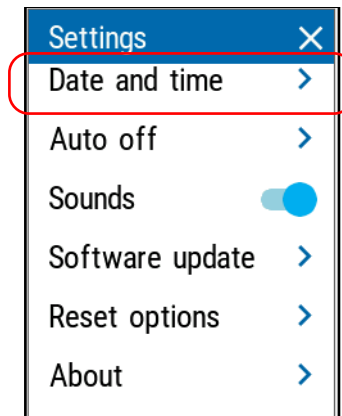 Settings
Date and time
Auto off
Sounds
Software update
Reset options
About